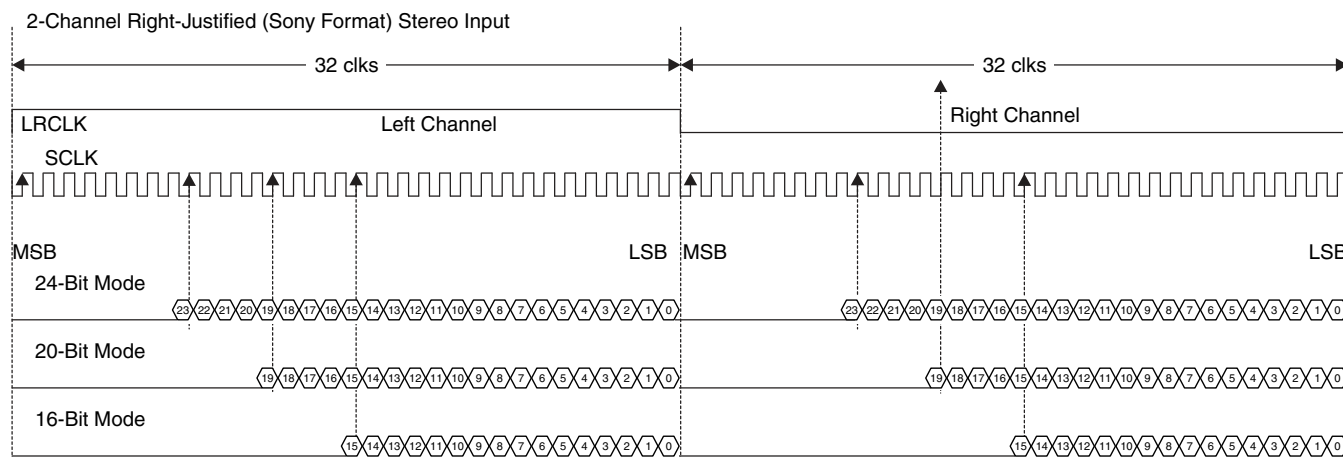 2-Channel Right-Justified (Sony Format) Stereo Input
32 clks 32 clks
LRCLK Left Channel Right Channel
SCLK
MSB LSB MSB LSB
24-Bit Mode
23 22 21 20 19 18 17 16 15 14 13 12 11 10 9 8 7 6 5 4 3 2 1 0 23 22 21 20 19 18 17 16 15 14 13 12 11 10 9 8 7 6 5 4 3 2 1 0
20-Bit Mode
19 18 17 16 15 14 13 12 11 10 9 8 7 6 5 4 3 2 1 0 19 18 17 16 15 14 13 12 11 10 9 8 7 6 5 4 3 2 1 0
16-Bit Mode
15 14 13 12 11 10 9 8 7 6 5 4 3 2 1 0 15 14 13 12 11 10 9 8 7 6 5 4 3 2 1 0